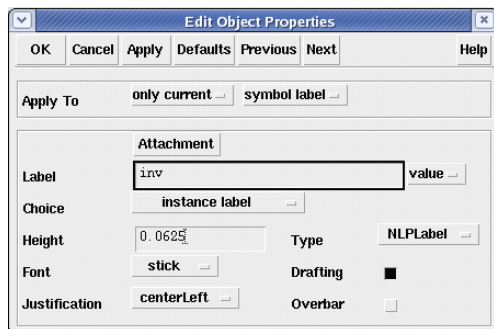 Edit Object Properties
OK Cancel Apply Defaults Previous Next Help
Apply To only current symbol label
Attachment
Label inv value
Choice instance label
Height 0.0625 Type NLPLabel
Font stick Drafting
Justification centerLeft Overbar